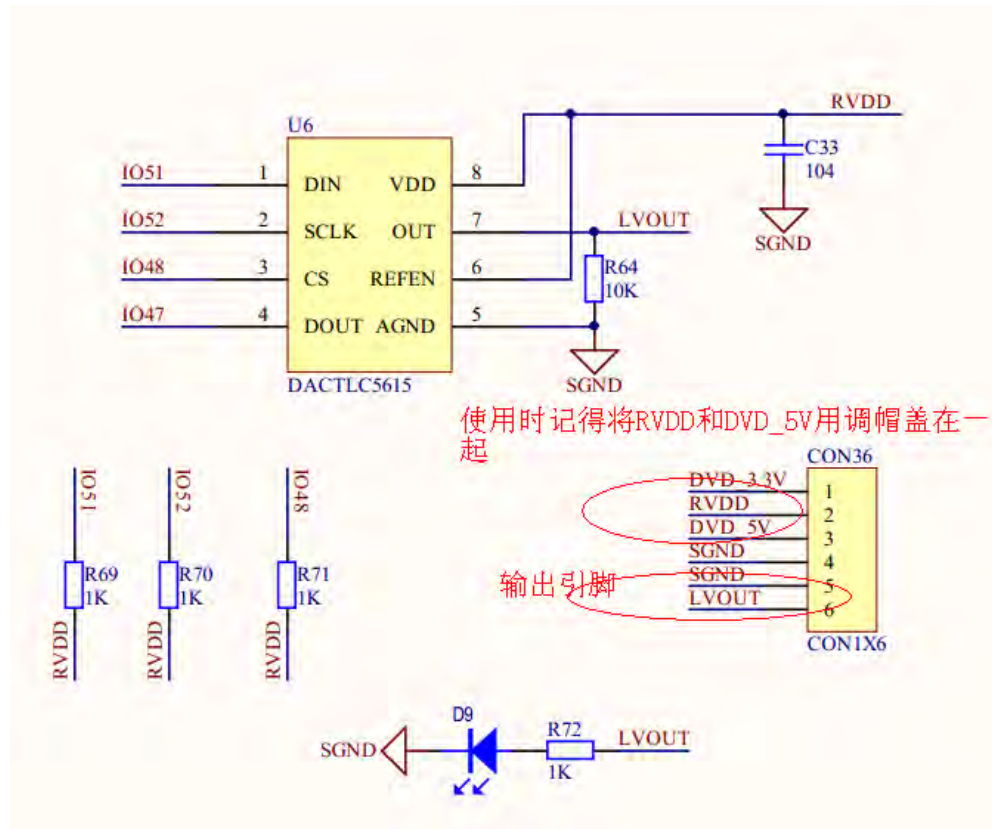 RVDD
U6
C33
104
SGND
IO51 1 DIN VDD 8
IO52 2 SCLK OUT 7 LVOUT
IO48 3 CS REFEN 6
IO47 4 DOUT AGND 5
R64
10K
DACTLC5615
SGND
使用时记得将RVDD和DVD_5V用调帽盖在一
起
CON36
DVD_3.3V 1
RVDD 2
DVD_5V 3
SGND 4
SGND 5
LVOUT 6
CON1X6
输出引脚
IO51
R69
1K
RVDD
IO52
R70
1K
RVDD
IO48
R71
1K
RVDD
SGND
D9
R72
1K
LVOUT